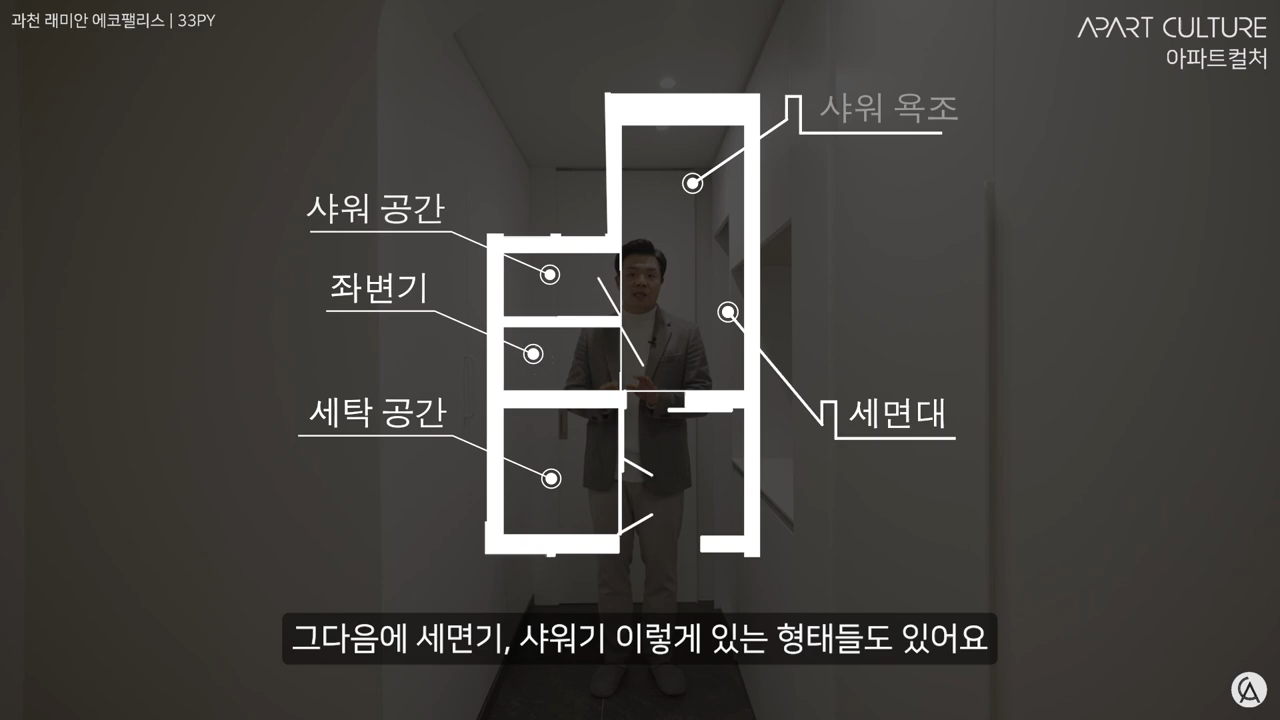 과천 래미안 에코팰리스 | 33PY
APART CULTURE
아파트컬처
샤워 욕조
샤워 공간
좌변기
세탁 공간
세면대
그다음에 세면기, 샤워기 이렇게 있는 형태들도 있어요